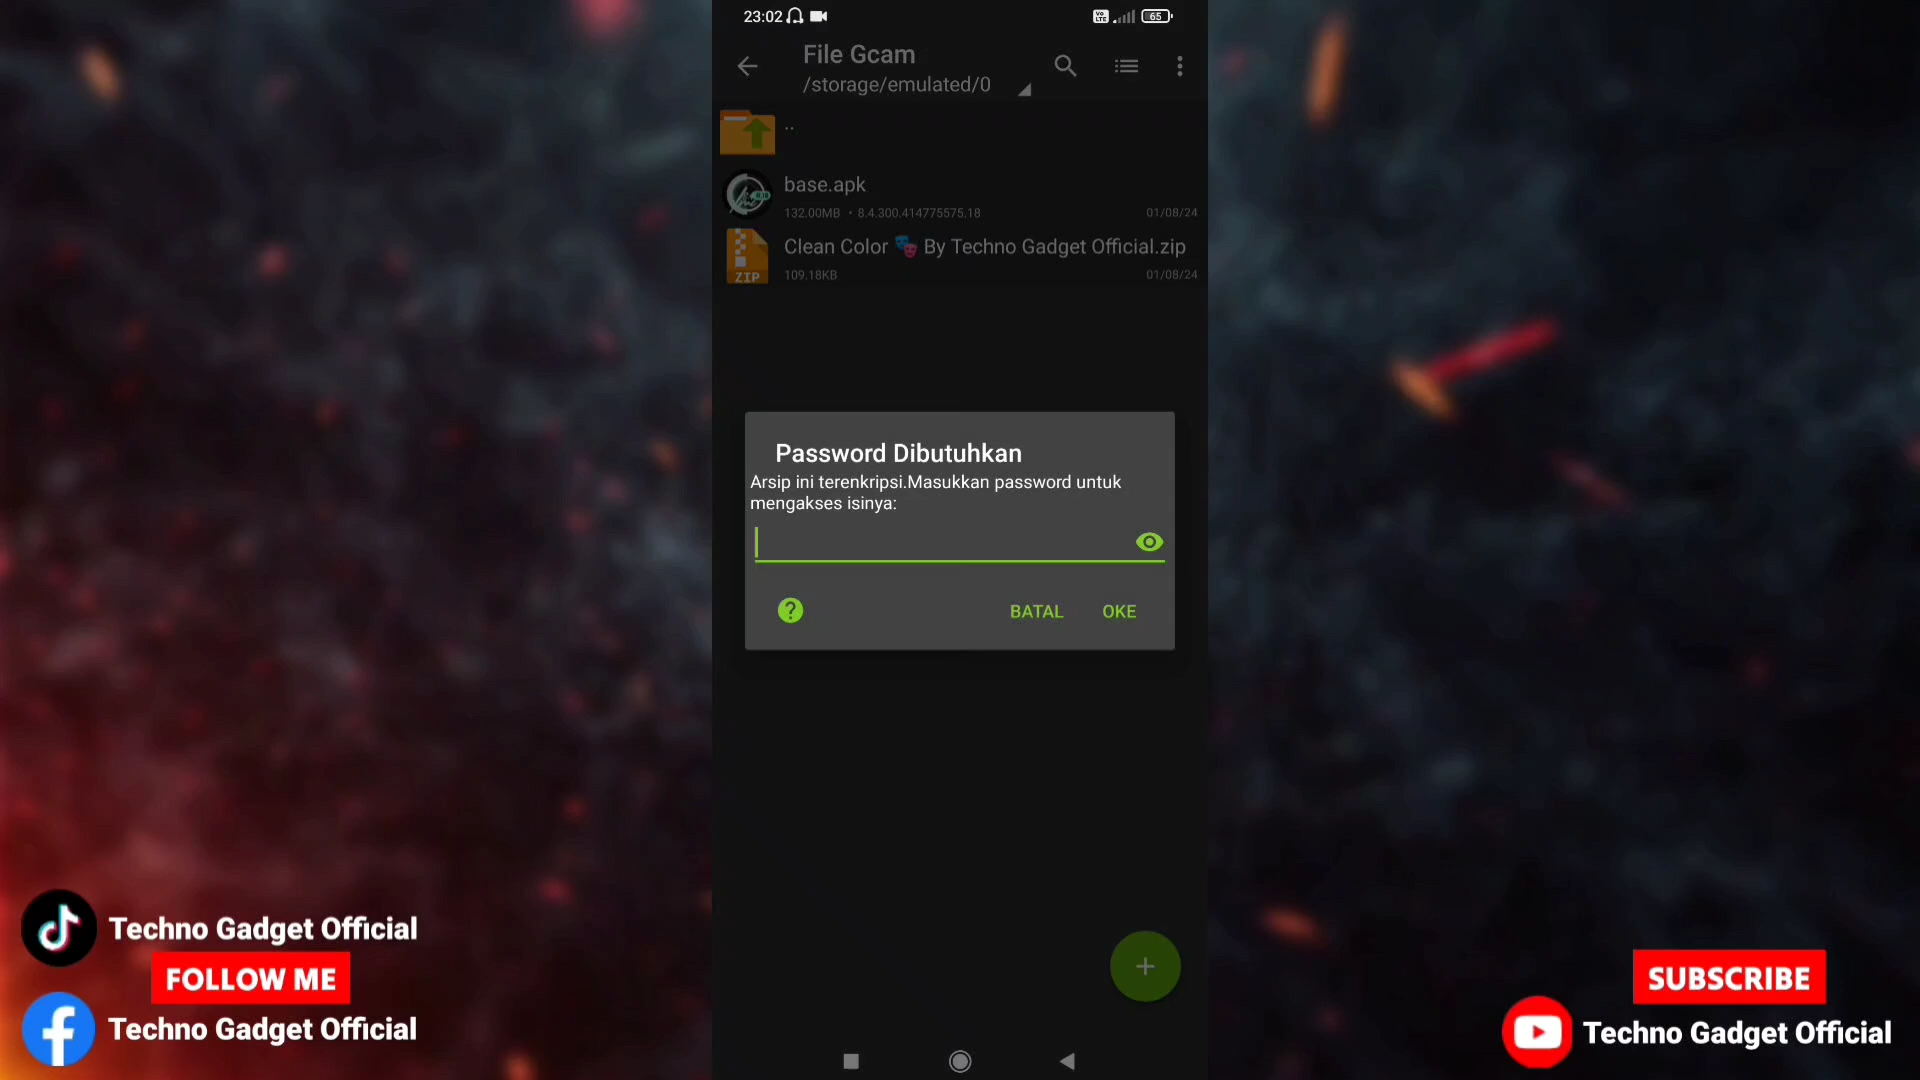 23:02
65
File Gcam
/storage/emulated/0
..
base.apk
132.00MB • 8.4.300.414775575.18
01/08/24
Clean Color 🎭 By Techno Gadget Official.zip
ZIP
109.18KB
01/08/24
Password Dibutuhkan
Arsip ini terenkripsi.Masukkan password untuk
mengakses isinya:
BATAL
OKE
Techno Gadget Official
FOLLOW ME
Techno Gadget Official
SUBSCRIBE
Techno Gadget Official